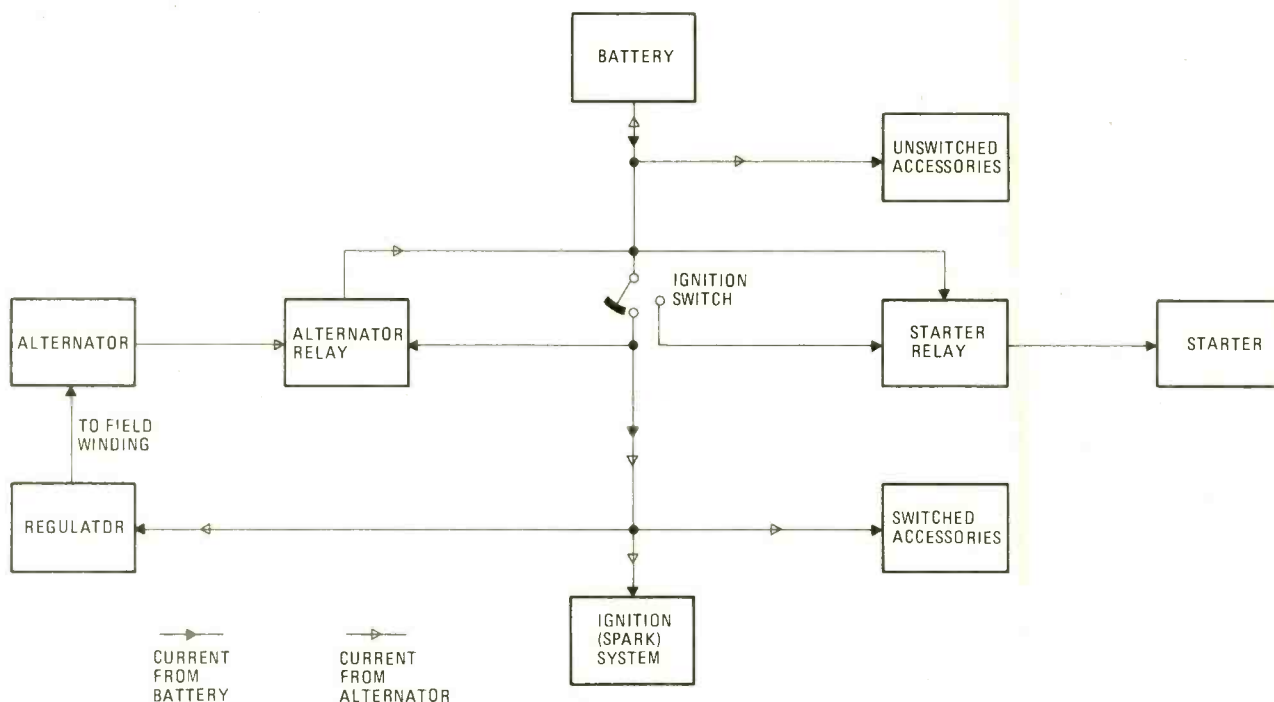 BATTERY
UNSWITCHED
ACCESSORIES
IGNITION
SWITCH
ALTERNATOR
ALTERNATOR
RELAY
STARTER
RELAY
STARTER
TO FIELD
WINDING
REGULATOR
SWITCHED
ACCESSORIES
IGNITION
(SPARK)
SYSTEM
CURRENT
FROM
BATTERY
CURRENT
FROM
ALTERNATOR